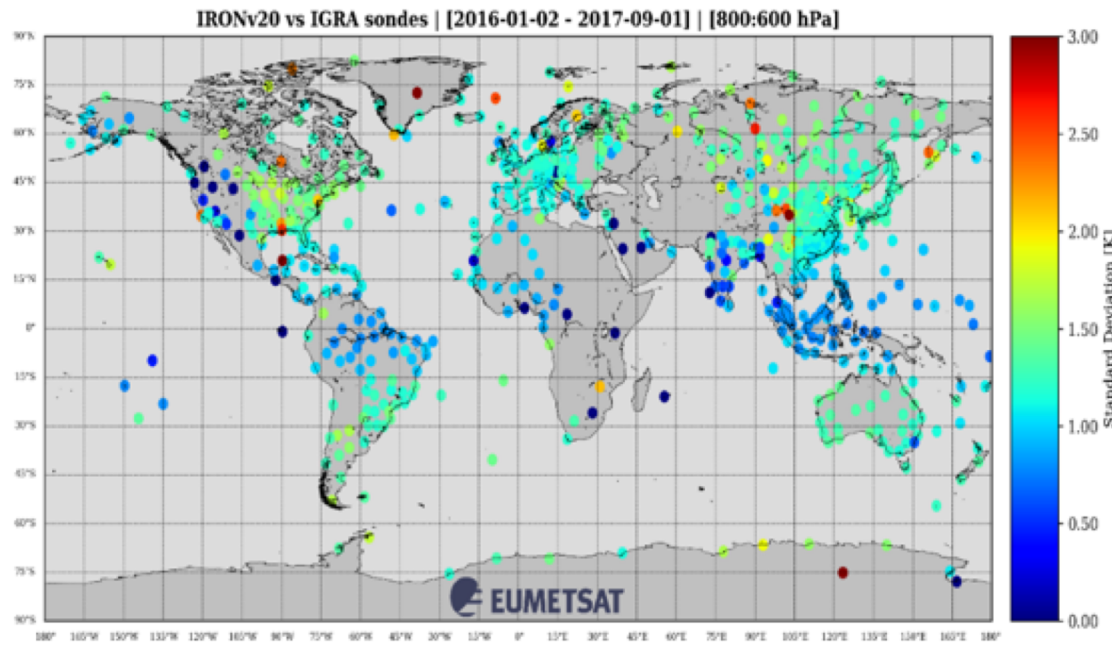 IRONv20 vs IGRA sondes | [2016-01-02 - 2017-09-01] | [800:600 hPa]
90°N
75°N
60°N
45°N
30°N
15°N
0°
15°S
30°S
45°S
60°S
75°S
90°S
180° 165°W 150°W 135°W 120°W 105°W 90°W 75°W 60°W 45°W 30°W 15°W 0° 15°E 30°E 45°E 60°E 75°E 90°E 105°E 120°E 135°E 150°E 165°E 180°
EUMETSAT
3.00
2.50
2.00
1.50
1.00
0.50
0.00
Standard Deviation [K]